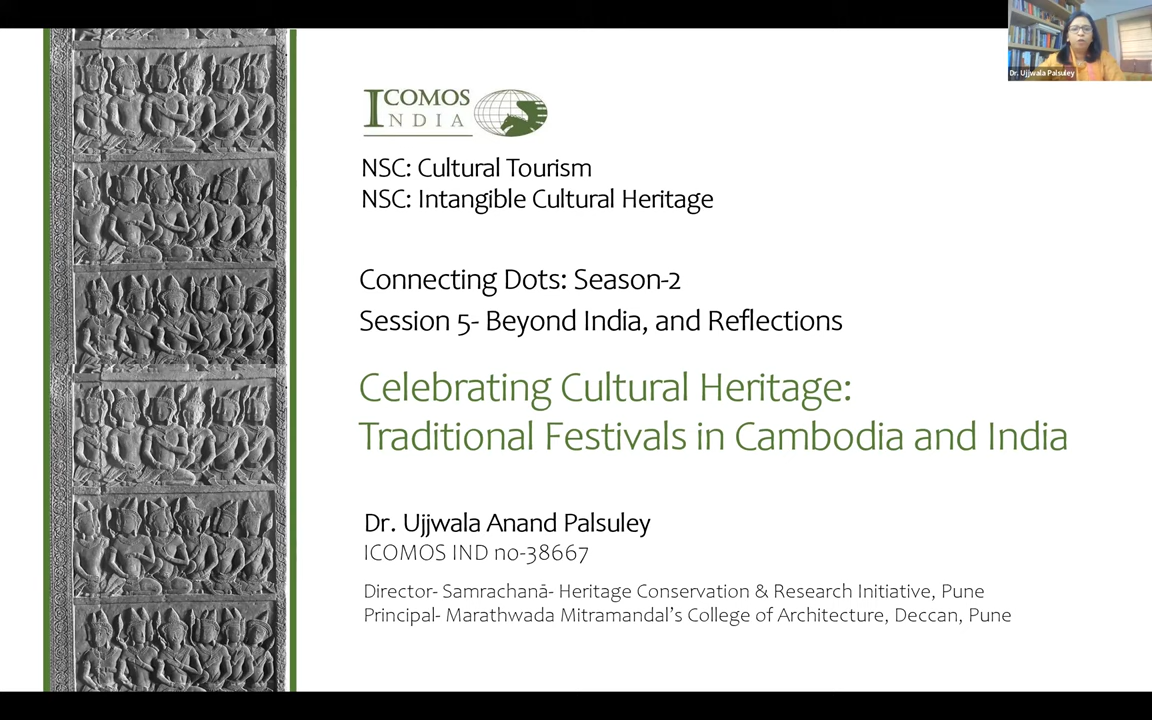 Dr. Ujjwala Palsuley
ICOMOS
INDIA
NSC: Cultural Tourism
NSC: Intangible Cultural Heritage
Connecting Dots: Season-2
Session 5- Beyond India, and Reflections
Celebrating Cultural Heritage:
Traditional Festivals in Cambodia and India
Dr. Ujjwala Anand Palsuley
ICOMOS IND no-38667
Director- Samrachanā- Heritage Conservation & Research Initiative, Pune
Principal- Marathwada Mitramandal's College of Architecture, Deccan, Pune